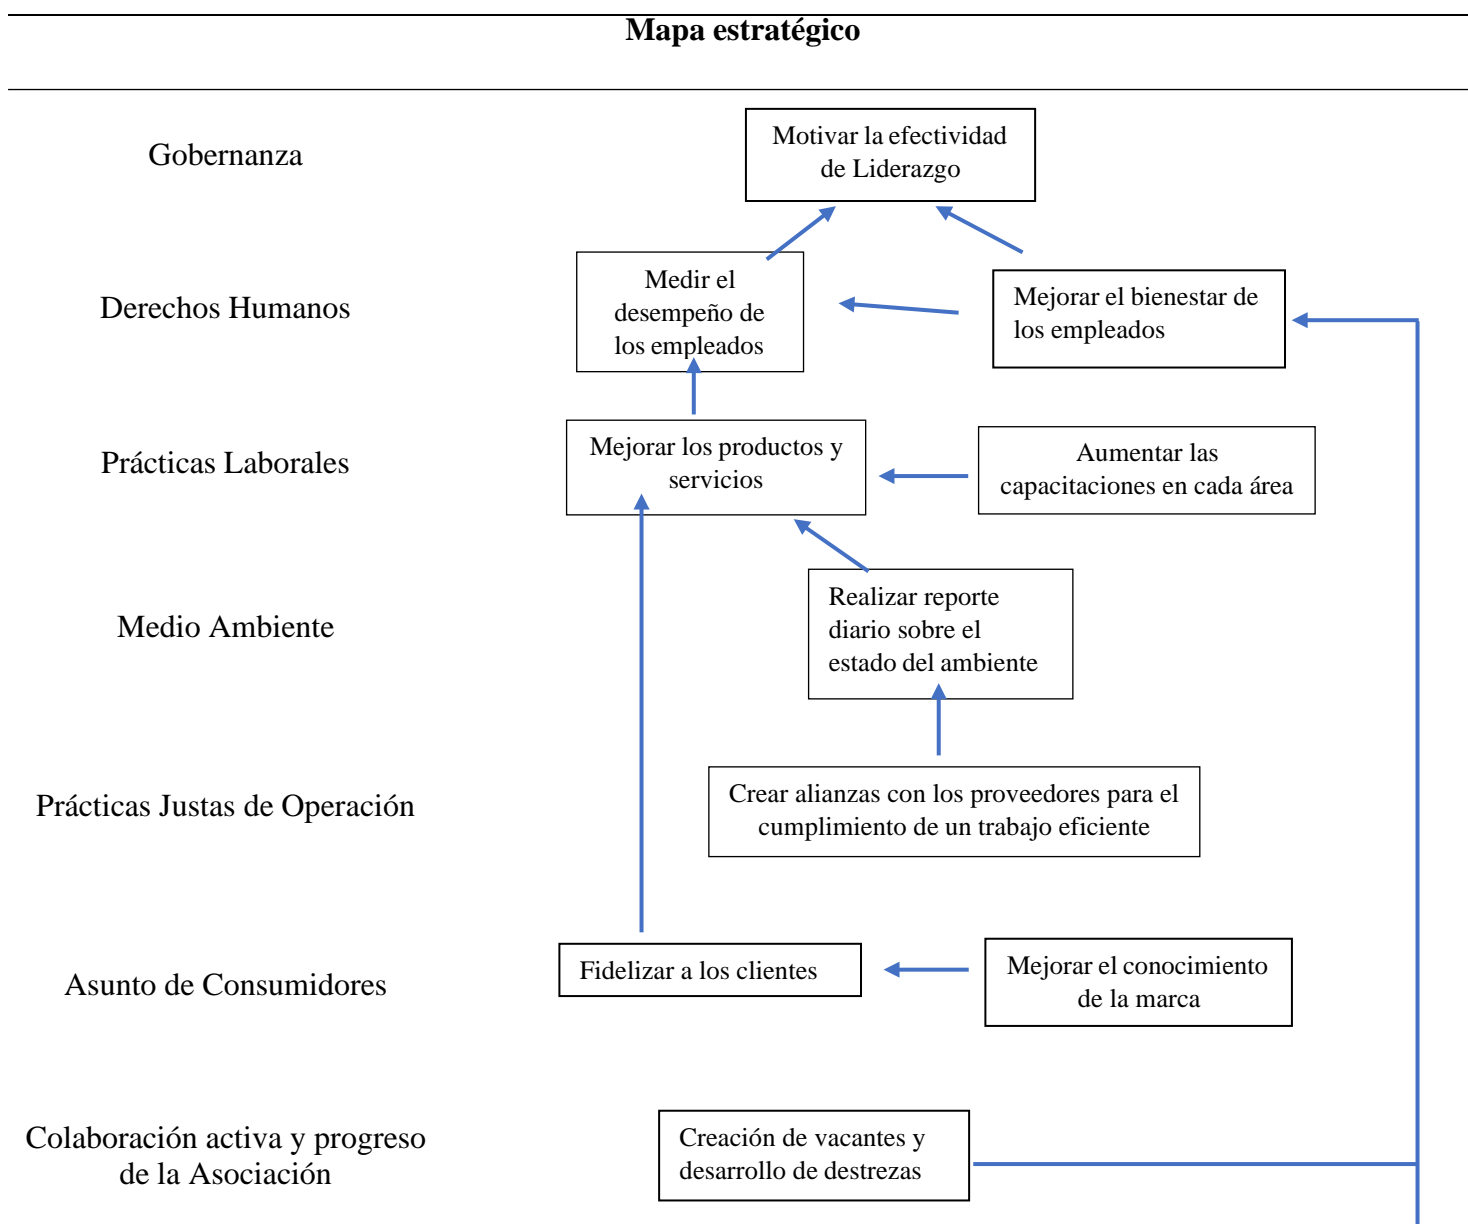 Mapa estratégico
Gobernanza
Motivar la efectividad
de Liderazgo
Derechos Humanos
Medir el
desempeño de
los empleados
Mejorar el bienestar de
los empleados
Prácticas Laborales
Mejorar los productos y
servicios
Aumentar las
capacitaciones en cada área
Medio Ambiente
Realizar reporte
diario sobre el
estado del ambiente
Prácticas Justas de Operación
Crear alianzas con los proveedores para el
cumplimiento de un trabajo eficiente
Asunto de Consumidores
Fidelizar a los clientes
Mejorar el conocimiento
de la marca
Colaboración activa y progreso
de la Asociación
Creación de vacantes y
desarrollo de destrezas